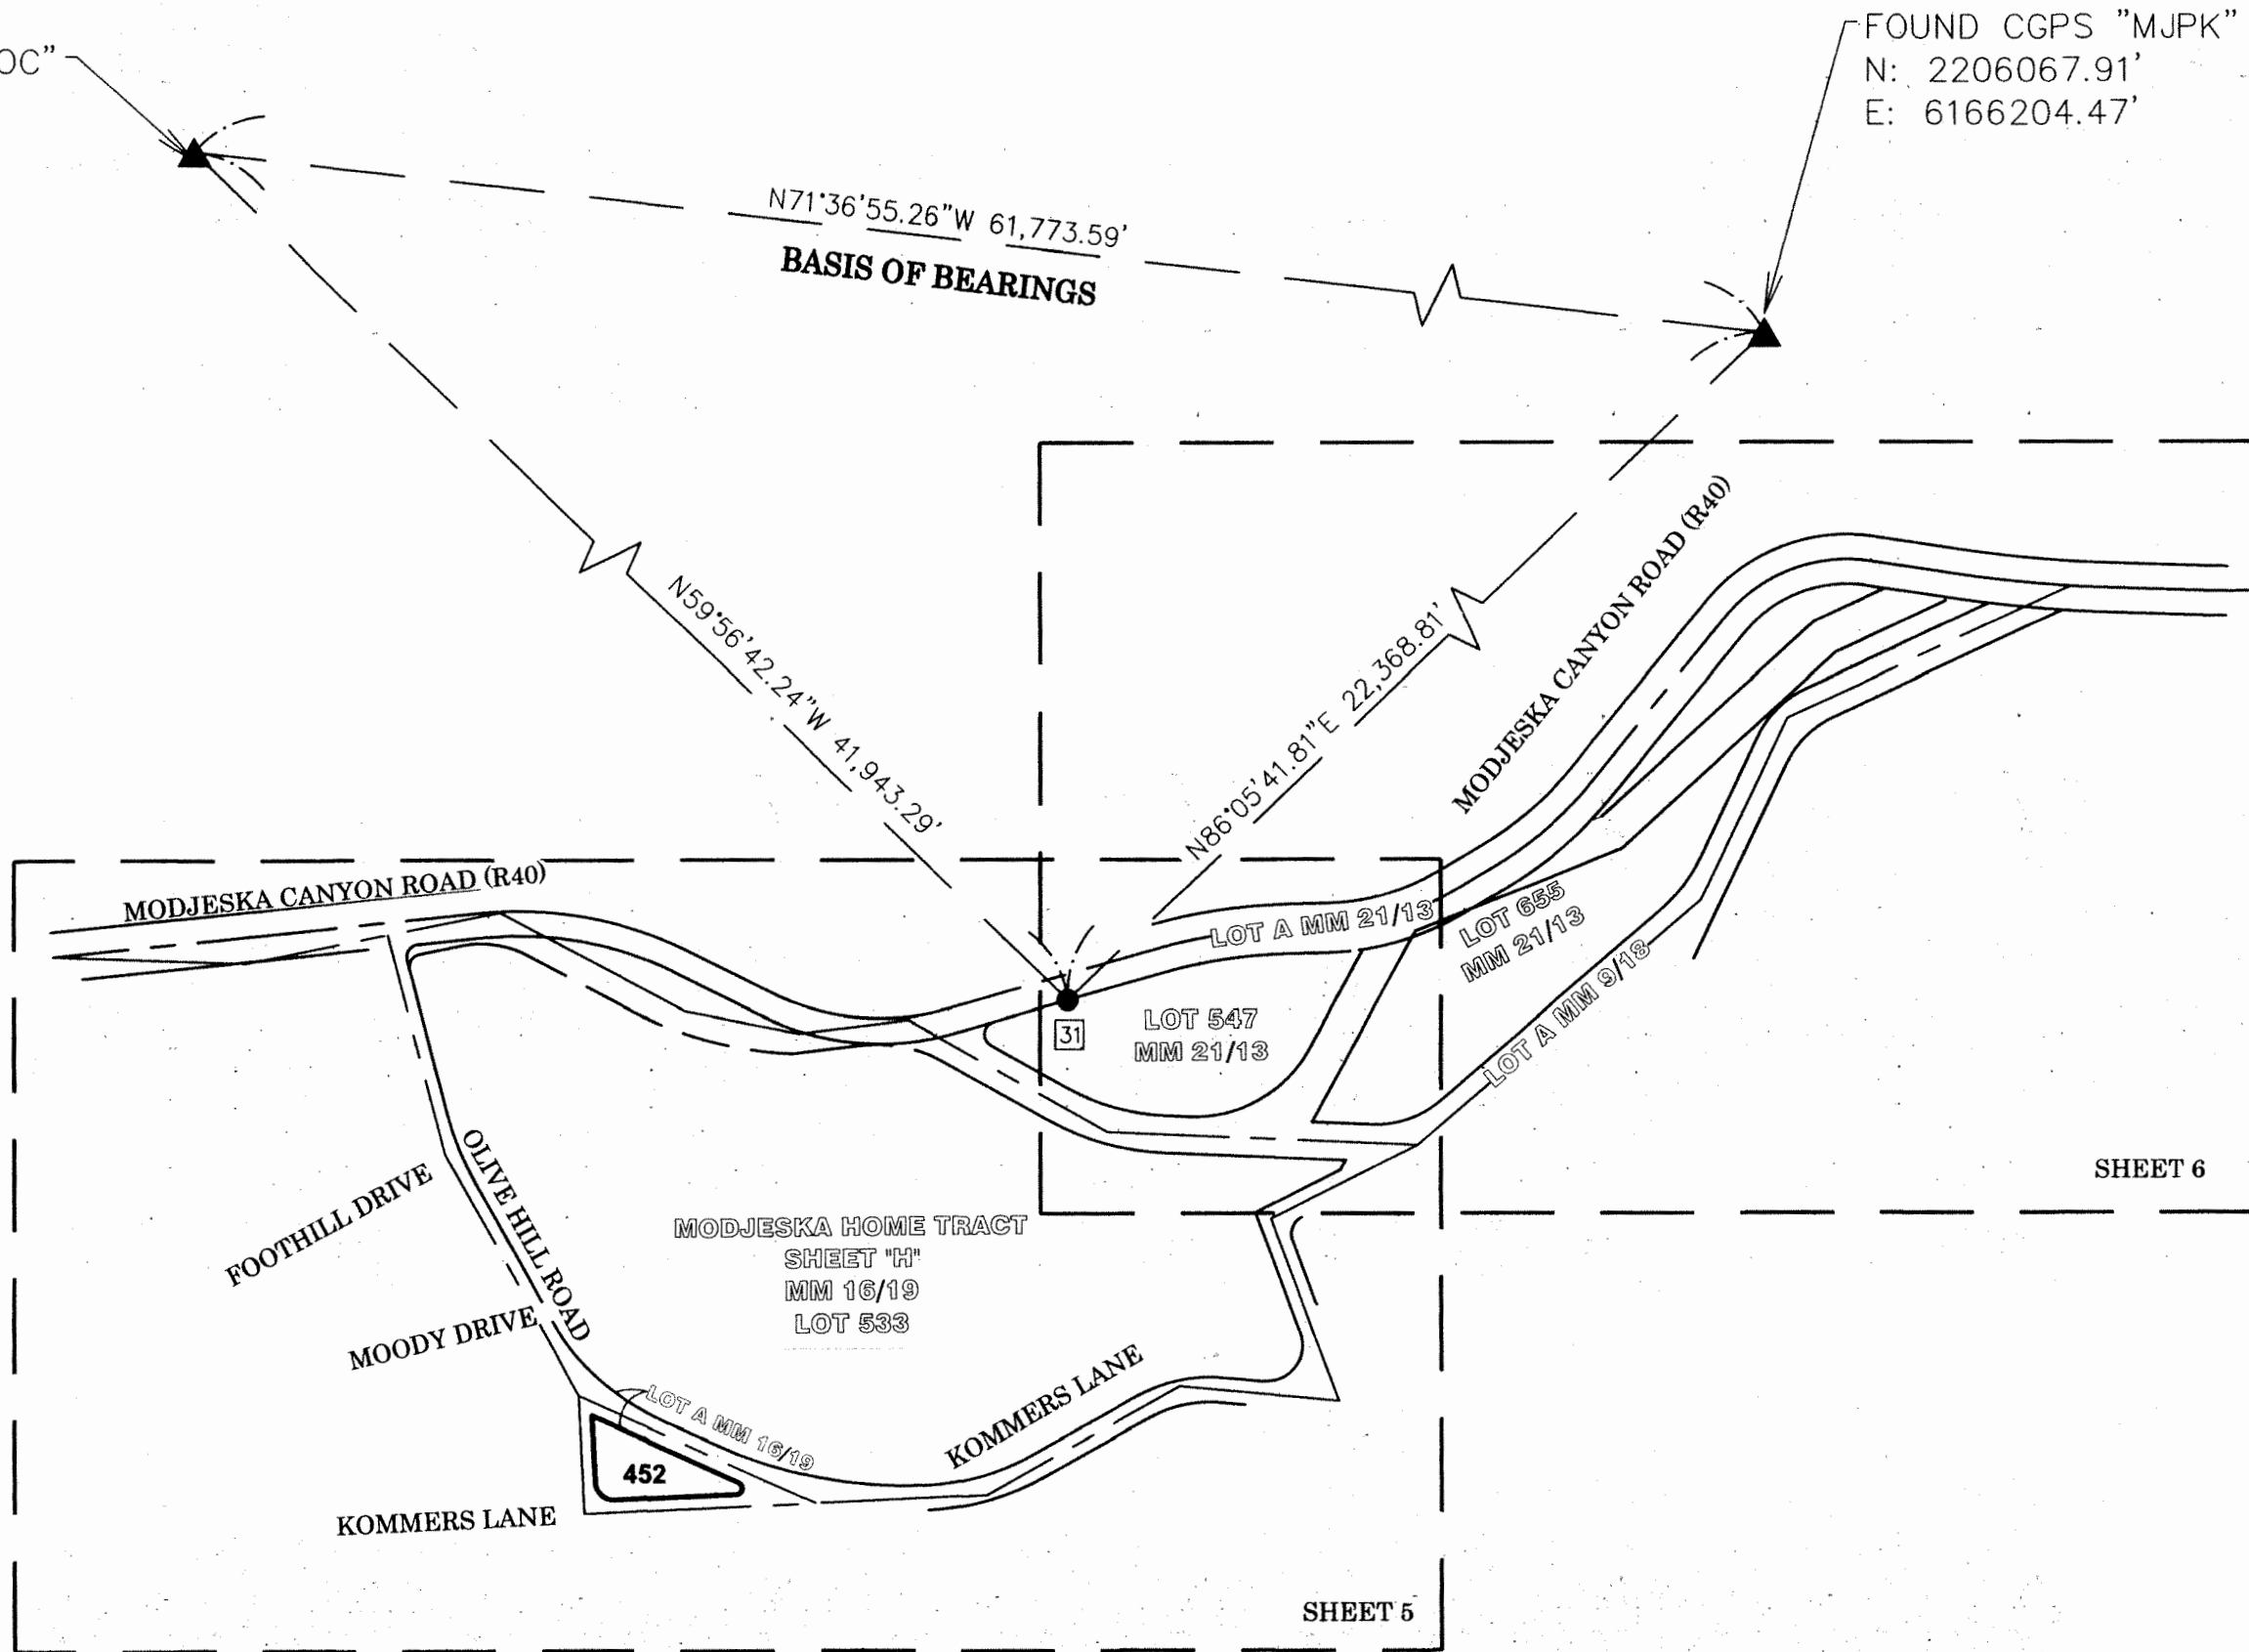 OC"
FOUND CGPS "MJPK"
N: 2206067.91'
E: 6166204.47'
N71°36'55.26"W 61,773.59'
BASIS OF BEARINGS
N59°56'42.24"W 41,943.29'
N86°05'41.81"E 22,368.81'
MODJESKA CANYON ROAD (R40)
MODJESKA CANYON ROAD (R40)
LOT A MM 21/13
LOT 655
MM 21/13
LOT A MM 9/18
31
LOT 547
MM 21/13
SHEET 6
OLIVE HILL ROAD
FOOTHILL DRIVE
MOODY DRIVE
MODJESKA HOME TRACT
SHEET "H"
MM 16/19
LOT 533
LOT A MM 16/19
KOMMERS LANE
452
KOMMERS LANE
SHEET 5